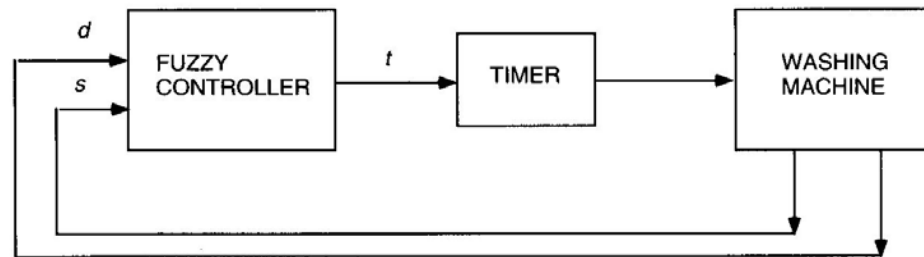 d
s
FUZZY
CONTROLLER
t
TIMER
WASHING
MACHINE